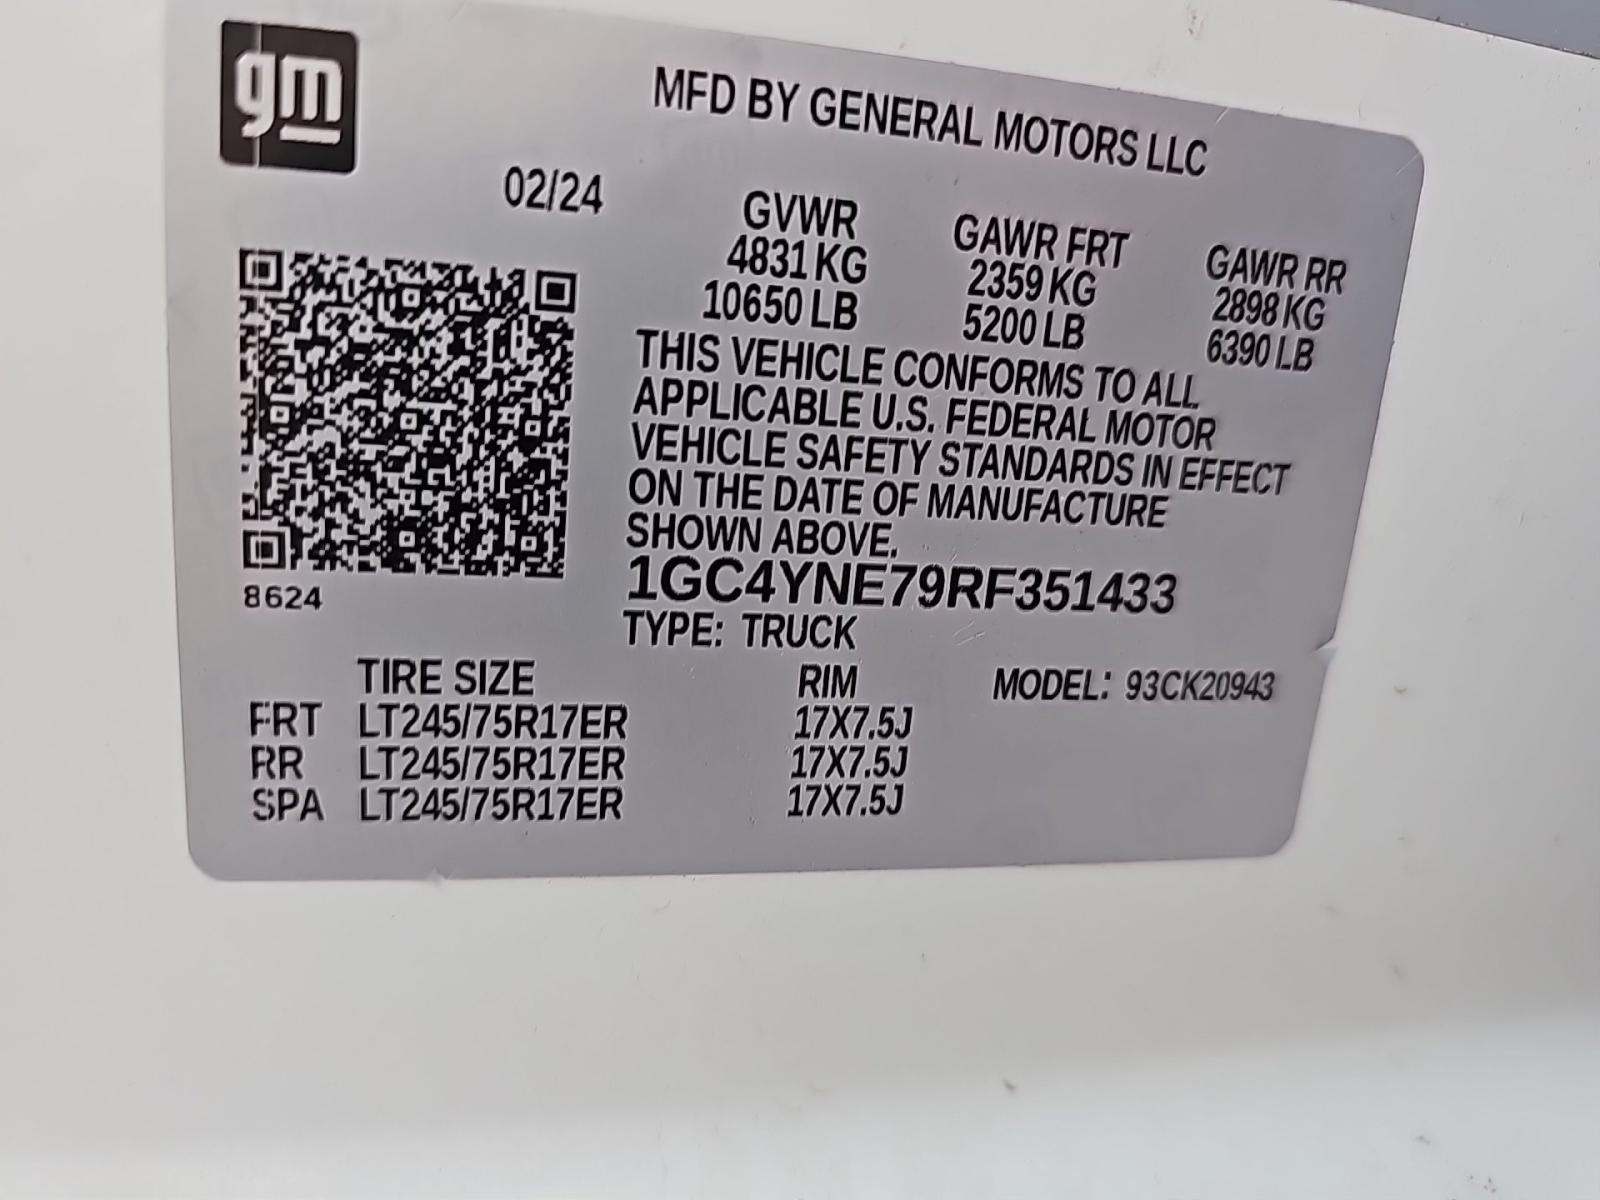 gm
MFD BY GENERAL MOTORS LLC
02/24
GVWR GAWR FRT GAWR RR
4831 KG 2359 KG 2898 KG
10650 LB 5200 LB 6390 LB
THIS VEHICLE CONFORMS TO ALL
APPLICABLE U.S. FEDERAL MOTOR
VEHICLE SAFETY STANDARDS IN EFFECT
ON THE DATE OF MANUFACTURE
SHOWN ABOVE.
1GC4YNE79RF351433
8624
TYPE: TRUCK
TIRE SIZE RIM MODEL: 93CK20943
FRT LT245/75R17ER 17X7.5J
RR LT245/75R17ER 17X7.5J
SPA LT245/75R17ER 17X7.5J